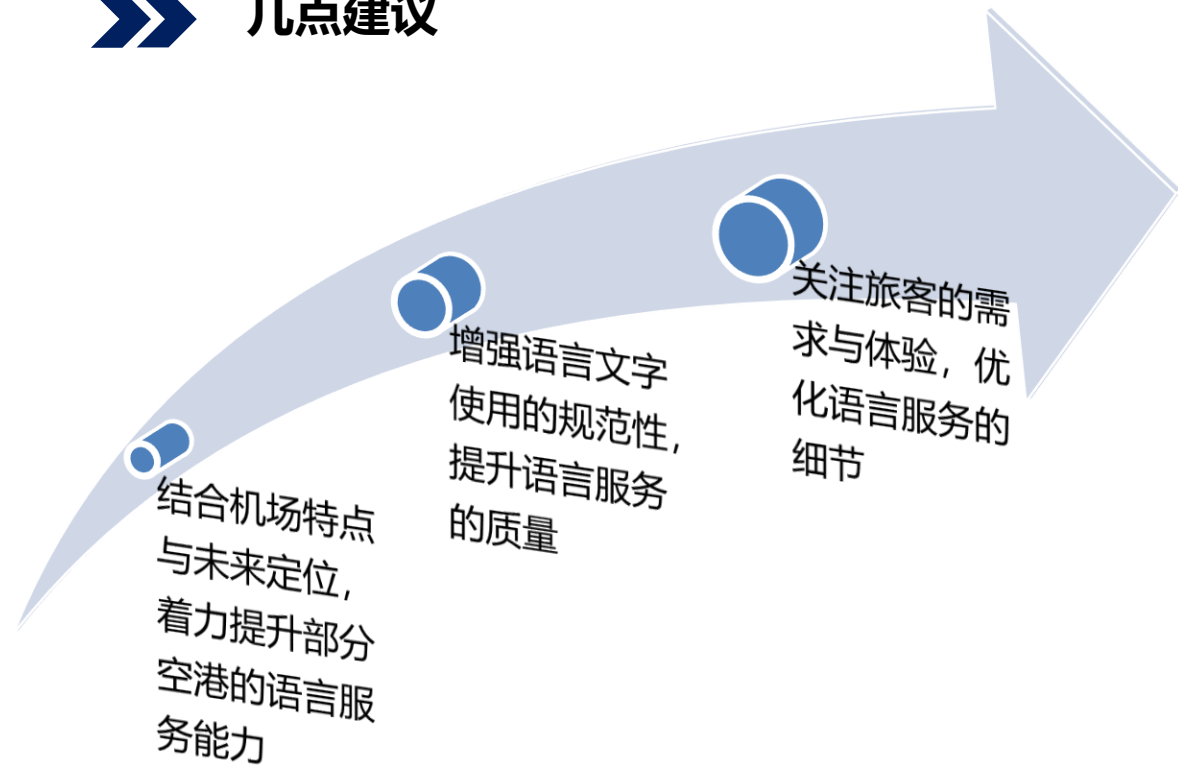 几点建议
结合机场特点
与未来定位，
着力提升部分
空港的语言服
务能力
增强语言文字
使用的规范性，
提升语言服务
的质量
关注旅客的需
求与体验，优
化语言服务的
细节